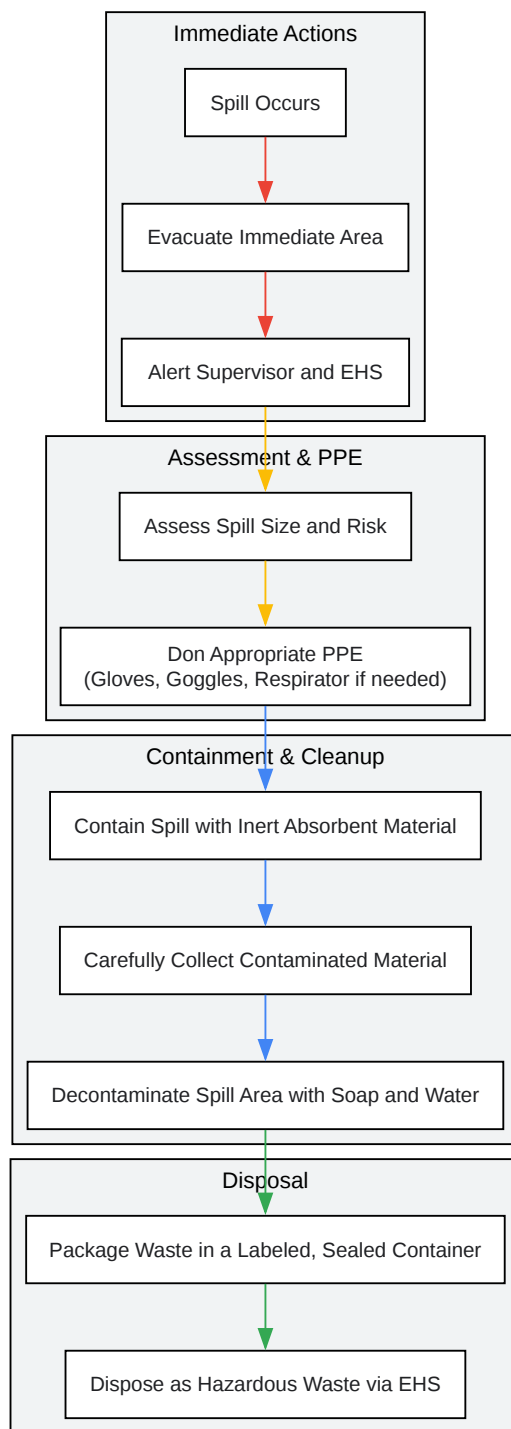 Immediate Actions
Spill Occurs
Evacuate Immediate Area
Alert Supervisor and EHS
Assessment & PPE
Assess Spill Size and Risk
Don Appropriate PPE
(Gloves, Goggles, Respirator if needed)
Containment & Cleanup
Contain Spill with Inert Absorbent Material
Carefully Collect Contaminated Material
Decontaminate Spill Area with Soap and Water
Disposal
Package Waste in a Labeled, Sealed Container
Dispose as Hazardous Waste via EHS